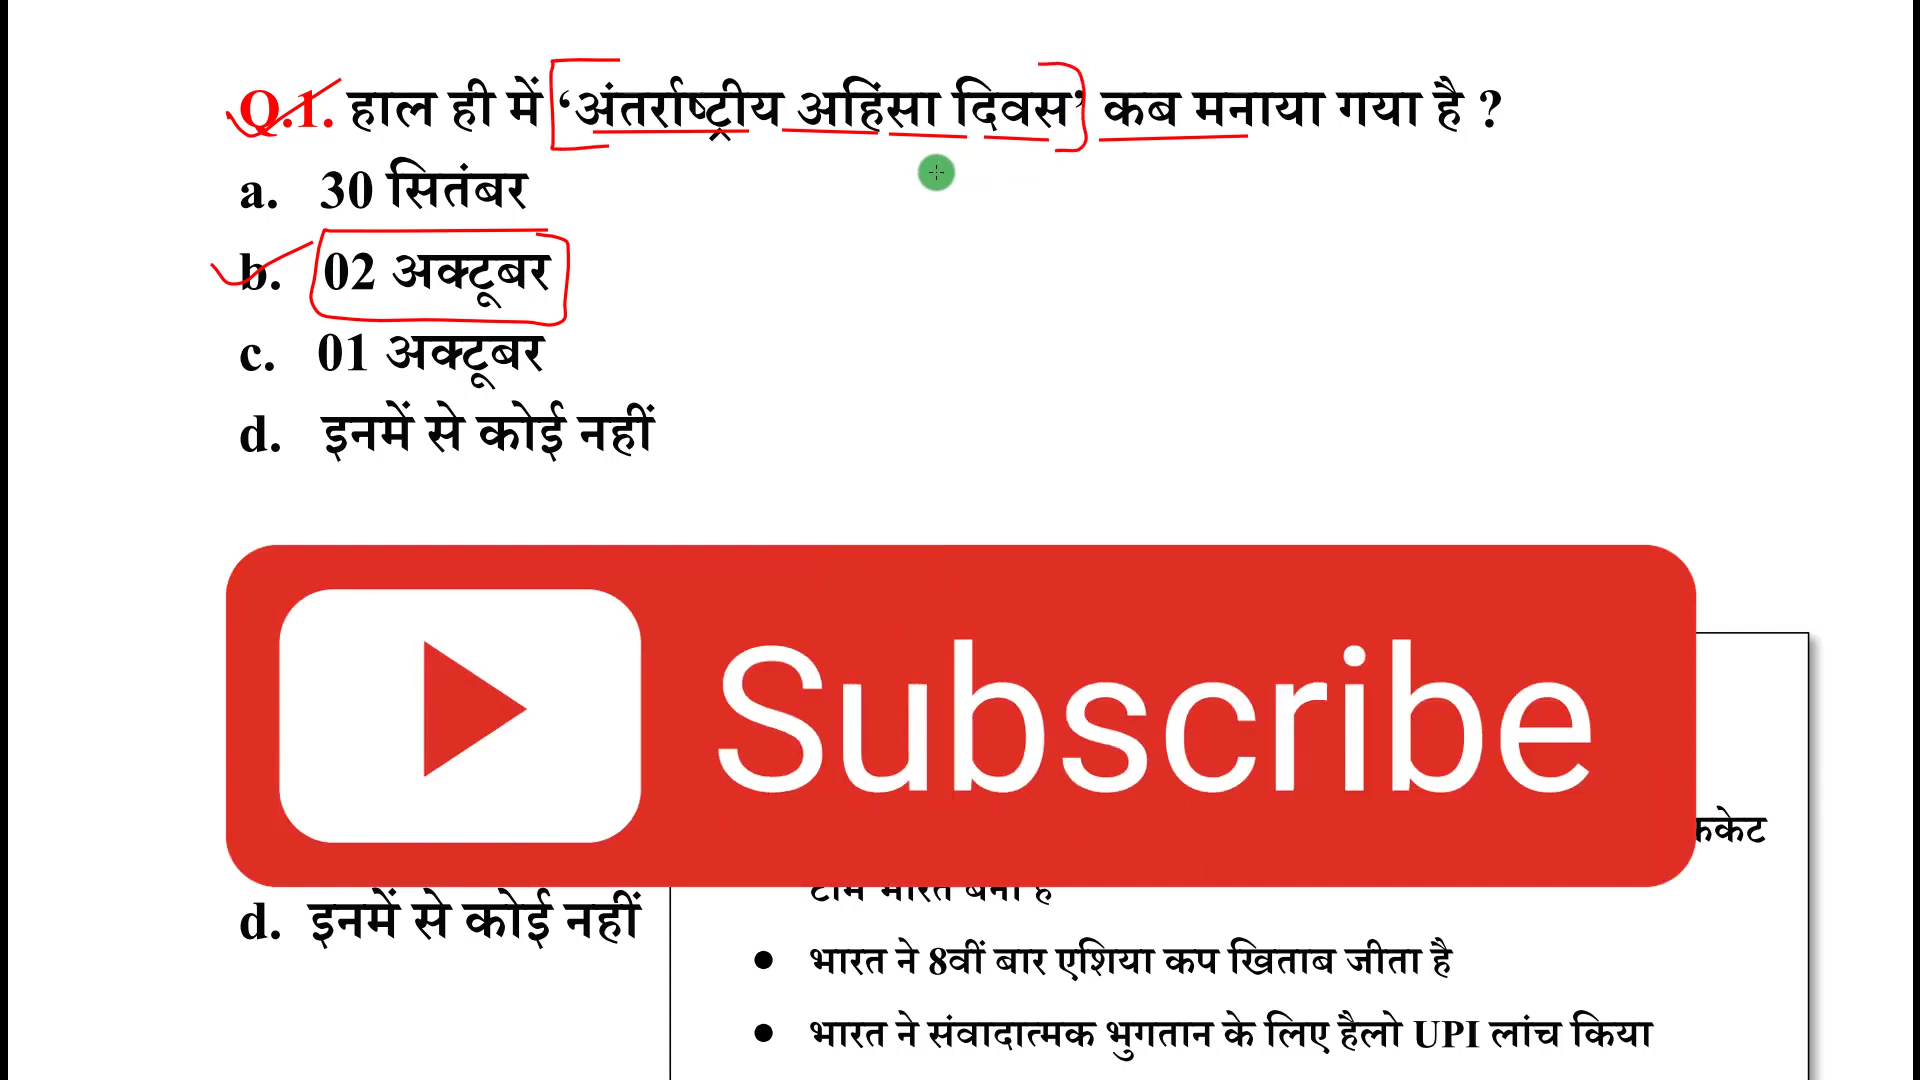 Q.1. हाल ही में ‘अंतर्राष्ट्रीय अहिंसा दिवस’ कब मनाया गया है ?
a. 30 सितंबर
b. 02 अक्टूबर
c. 01 अक्टूबर
d. इनमें से कोई नहीं
Subscribe
d. इनमें से कोई नहीं
● भारत ने 8वीं बार एशिया कप खिताब जीता है
● भारत ने संवादात्मक भुगतान के लिए हैलो UPI लांच किया